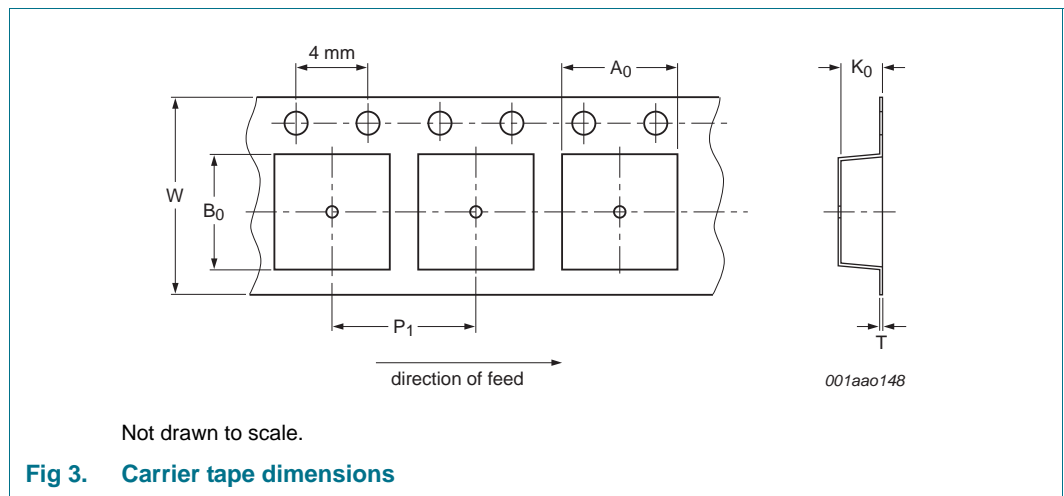 4 mm
A0
K0
W
B0
P1
T
direction of feed
001aao148
Not drawn to scale.
Fig 3. Carrier tape dimensions